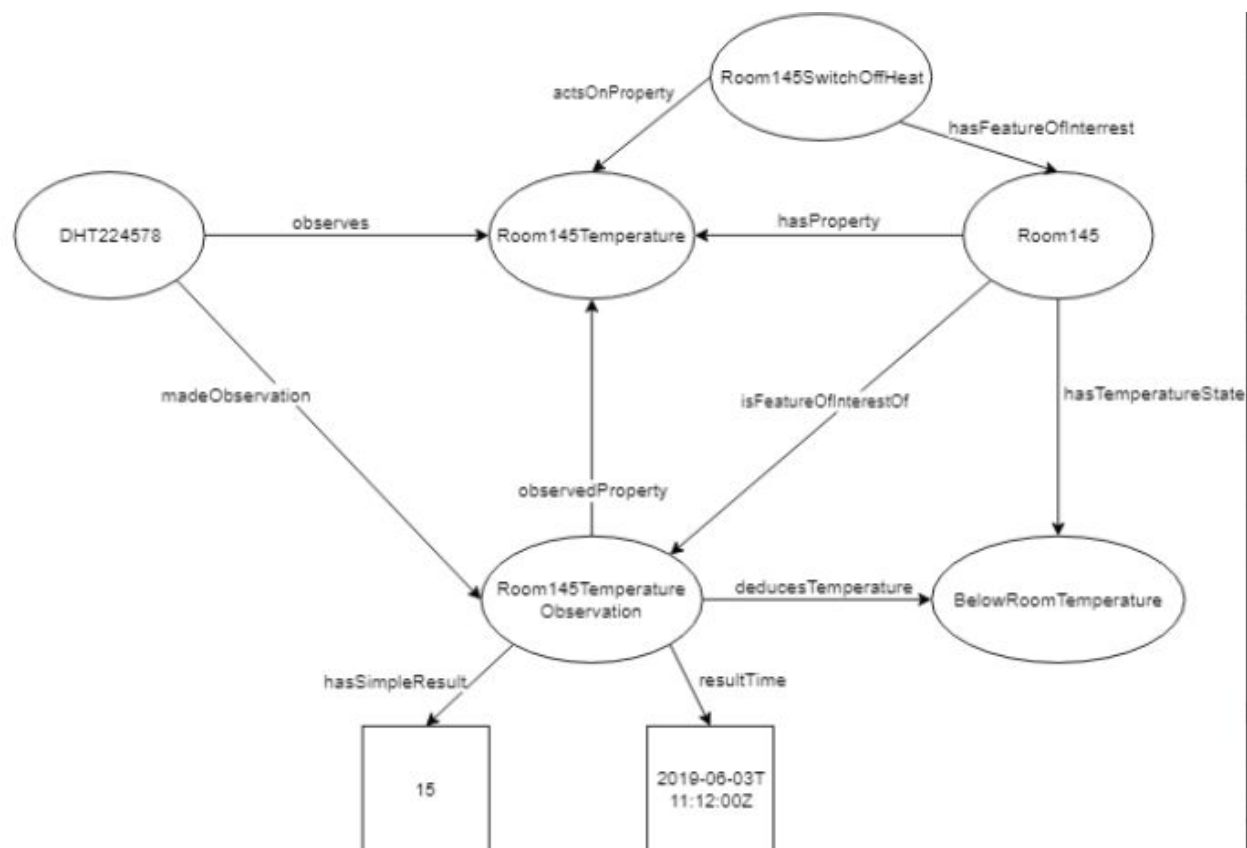 Room145SwitchOffHeat
actsOnProperty
hasFeatureOfInterrest
DHT224578
observes
Room145Temperature
hasProperty
Room145
madeObservation
isFeatureOfInterestOf
hasTemperatureState
observedProperty
Room145Temperature
Observation
deducesTemperature
BelowRoomTemperature
hasSimpleResult
resultTime
15
2019-06-03T
11:12:00Z